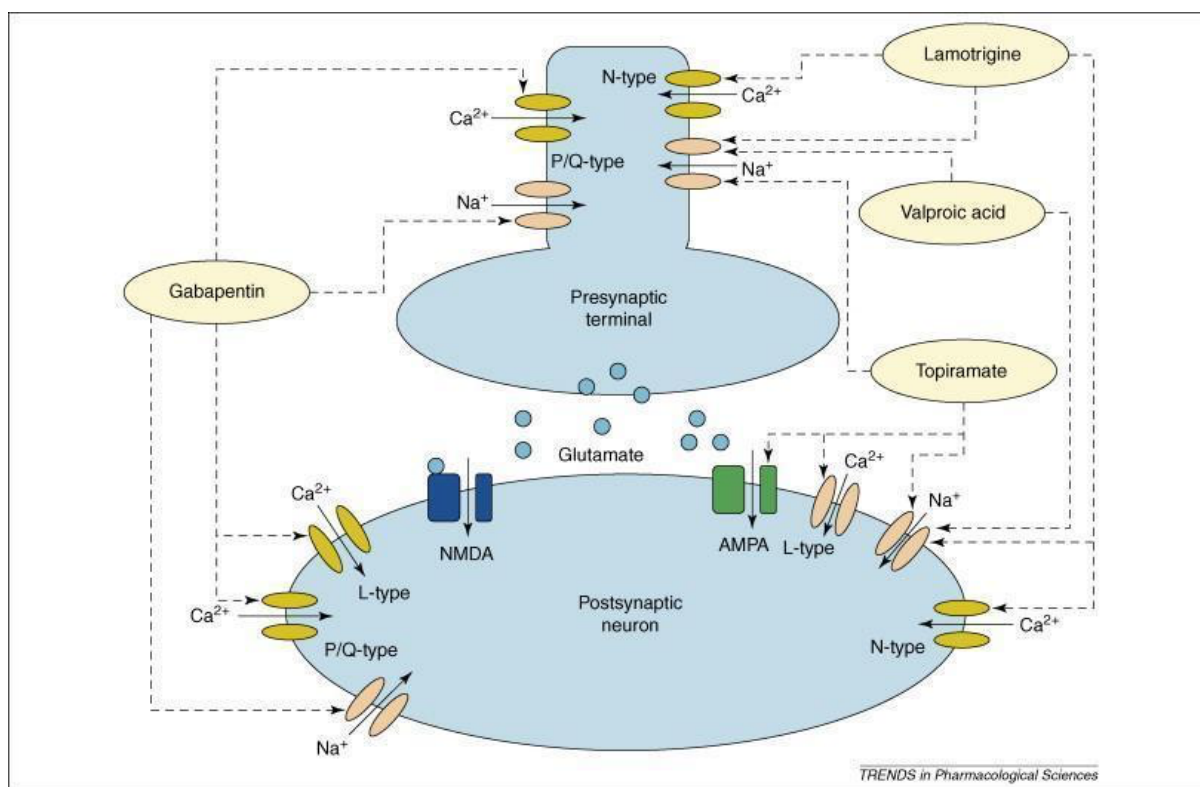 Lamotrigine
N-type
Ca2+
Ca2+
P/Q-type
Na+
Na+
Valproic acid
Gabapentin
Presynaptic
terminal
Topiramate
Glutamate
Ca2+
Ca2+
Na+
NMDA
AMPA
L-type
L-type
Ca2+
Postsynaptic
neuron
Ca2+
P/Q-type
N-type
Na+
TRENDS in Pharmacological Sciences